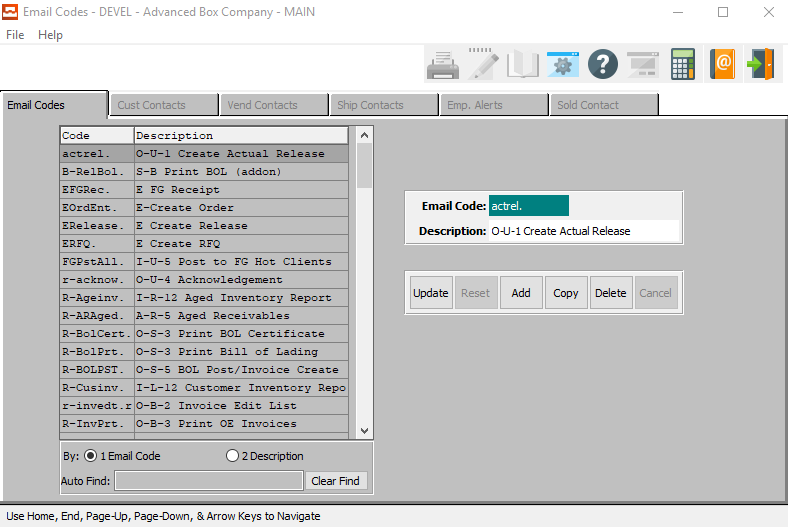 Email Codes - DEVEL - Advanced Box Company - MAIN
File Help
Email Codes Cust Contacts Vend Contacts Ship Contacts Emp. Alerts Sold Contact
Code Description
actrel. O-U-1 Create Actual Release
B-RelBol. S-B Print BOL (addon)
EFGRec. E FG Receipt
EOrdEnt. E-Create Order
ERelease. E Create Release
ERFQ. E Create RFQ
FGPstAll. I-U-5 Post to FG Hot Clients
r-acknow. O-U-4 Acknowledgement
R-Ageinv. I-R-12 Aged Inventory Report
R-ARAged. A-R-5 Aged Receivables
R-BolCert. O-S-3 Print BOL Certificate
R-BolPrt. O-S-3 Print Bill of Lading
R-BOLPST. O-S-5 BOL Post/Invoice Create
R-Cusinv. I-L-12 Customer Inventory Repo
r-invedt.r O-B-2 Invoice Edit List
R-InvPrt. O-B-3 Print OE Invoices
Email Code: actrel.
Description: O-U-1 Create Actual Release
Update Reset Add Copy Delete Cancel
By: 1 Email Code 2 Description
Auto Find: Clear Find
Use Home, End, Page-Up, Page-Down, & Arrow Keys to Navigate